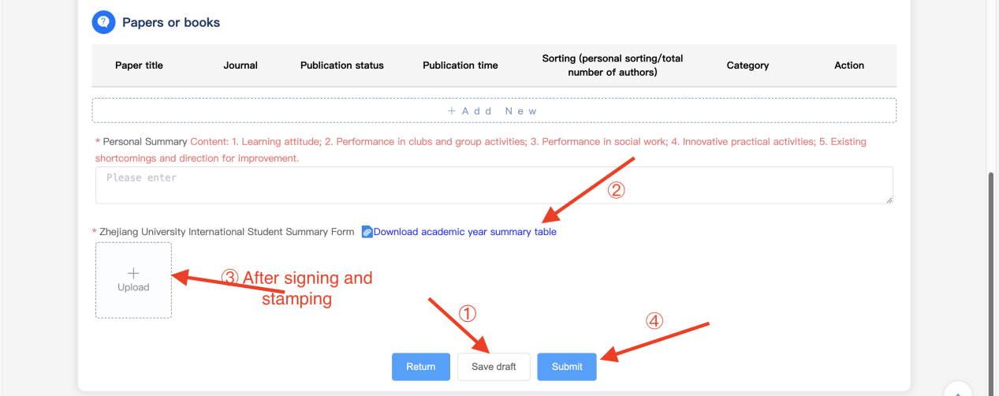 Papers or books
Paper title Journal Publication status Publication time Sorting (personal sorting/total number of authors) Category Action
+ Add New
* Personal Summary Content: 1. Learning attitude; 2. Performance in clubs and group activities; 3. Performance in social work; 4. Innovative practical activities; 5. Existing
shortcomings and direction for improvement.
Please enter
②
* Zhejiang University International Student Summary Form Download academic year summary table
Upload
③ After signing and
stamping
①
④
Return Save draft Submit